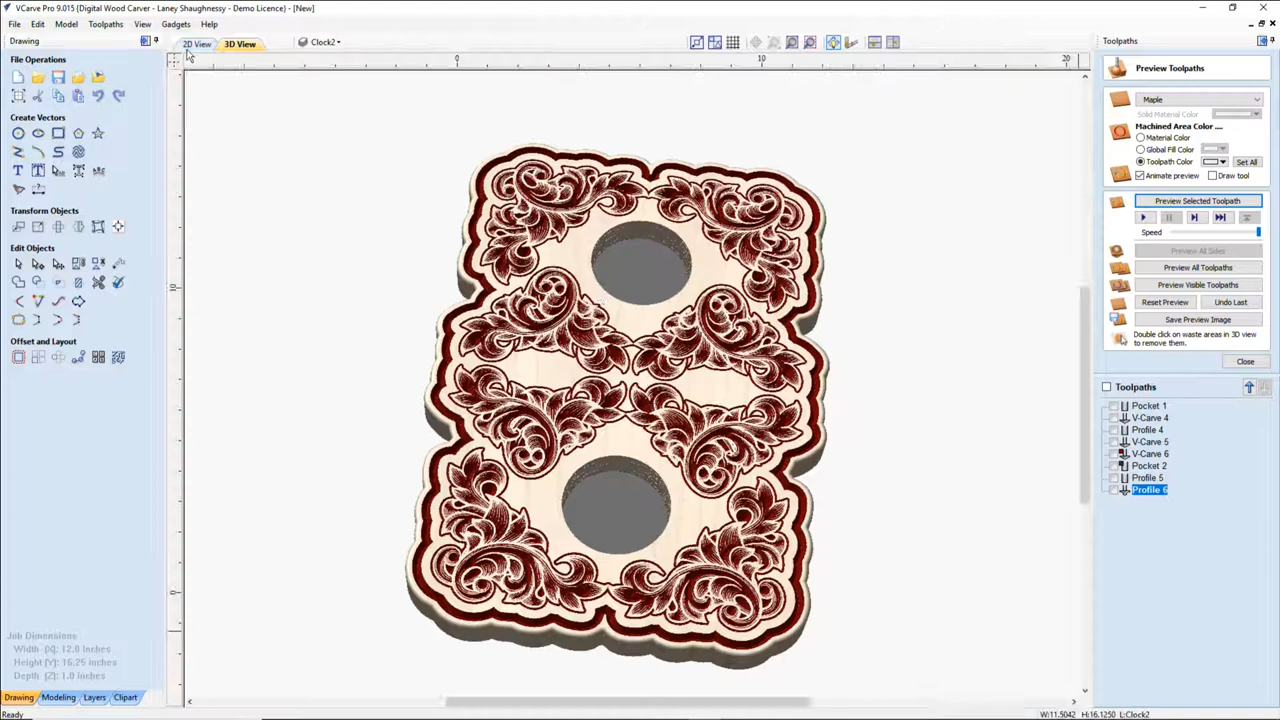 VCarve Pro 9.015 {Digital Wood Carver - Laney Shaughnessy - Demo Licence} - [New]
File Edit Model Toolpaths View Gadgets Help
Drawing
2D View 3D View Clock2
Toolpaths
0 10 20
File Operations
Create Vectors
Transform Objects
Edit Objects
Offset and Layout
10
0
Preview Toolpaths
Maple
Solid Material Color
Machined Area Color ....
Material Color
Global Fill Color
Toolpath Color Set All
Animate preview Draw tool
Preview Selected Toolpath
Speed
Preview All Sides
Preview All Toolpaths
Preview Visible Toolpaths
Reset Preview Undo Last
Save Preview Image
Double click on waste areas in 3D view
to remove them.
Close
Toolpaths
Pocket 1
V-Carve 4
Profile 4
V-Carve 5
V-Carve 6
Pocket 2
Profile 5
Profile 6
Job Dimensions
Width (X): 12.0 inches
Height (Y): 16.25 inches
Depth (Z): 1.0 inches
Drawing Modeling Layers Clipart
Ready
W:11.5042 H:16.1250 L:Clock2